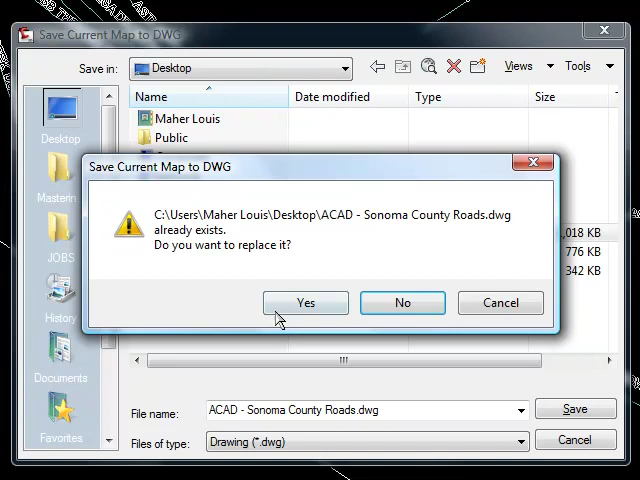 Save Current Map to DWG
Save in:
Desktop
Views
Tools
Name
Date modified
Type
Size
Maher Louis
Public
Desktop
Masterin
JOBS
History
Documents
Favorites
Save Current Map to DWG
C:\Users\Maher Louis\Desktop\ACAD - Sonoma County Roads.dwg
already exists.
Do you want to replace it?
Yes
No
Cancel
,018 KB
776 KB
342 KB
File name:
ACAD - Sonoma County Roads.dwg
Save
Files of type:
Drawing (*.dwg)
Cancel